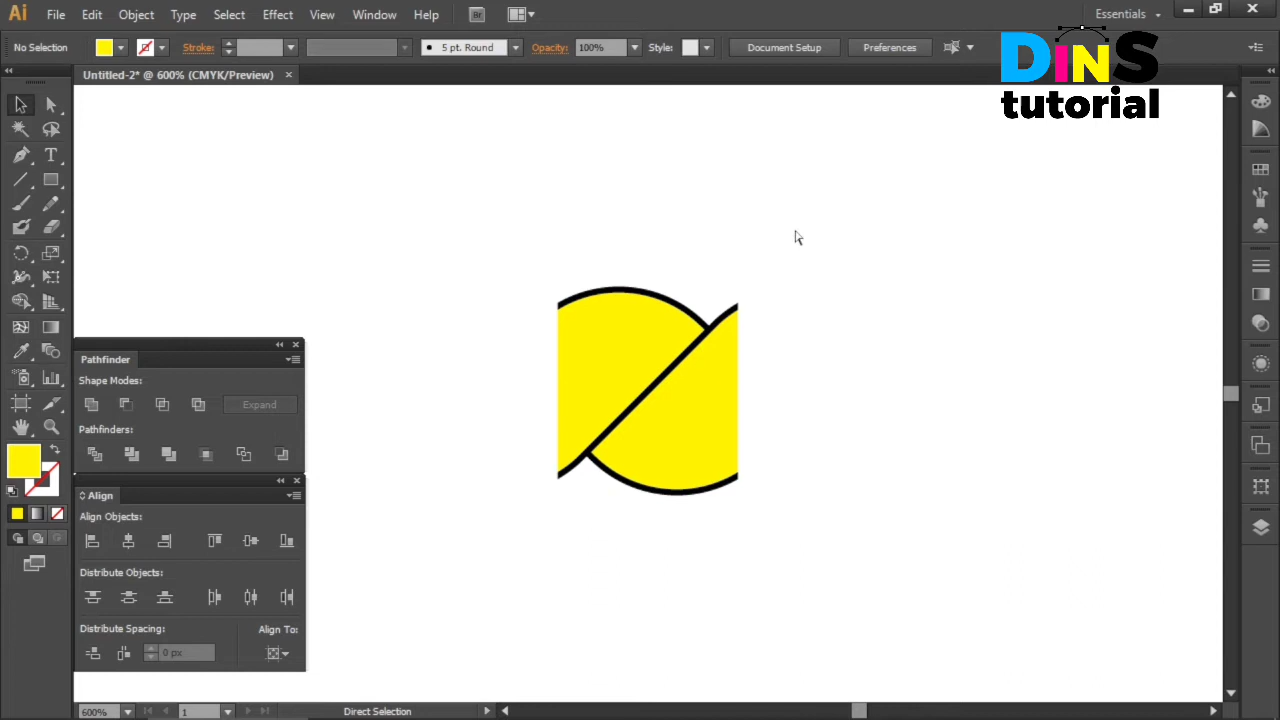 Ai File Edit Object Type Select Effect View Window Help Br Essentials
No Selection Stroke: 5 pt. Round Opacity: 100% Style: Document Setup Preferences
DINS
tutorial
Untitled-2* @ 600% (CMYK/Preview)
Pathfinder
Shape Modes:
Expand
Pathfinders:
Align
Align Objects:
Distribute Objects:
Distribute Spacing: Align To:
0 px
600% 1 Direct Selection